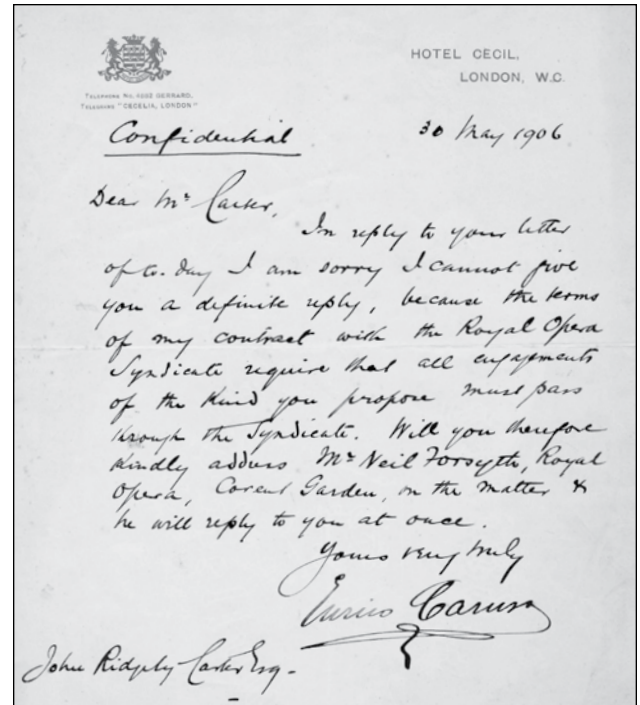 HOTEL CECIL,
LONDON, W.C.
TELEPHONE No. 4002 GERRARD.
TELEGRAMS "CECELIA, LONDON"
Confidential
30 May 1906
Dear Mr Carter,
In reply to your letter
of to-day I am sorry I cannot give
you a definite reply, because the terms
of my contract with the Royal Opera
Syndicate require that all engagements
of the kind you propose must pass
through the Syndicate. Will you therefore
kindly address Mr Neil Forsyth, Royal
Opera, Covent Garden, on the matter &
he will reply to you at once.
Yours very truly
Enrico Caruso
John Ridgely Carter Esq.